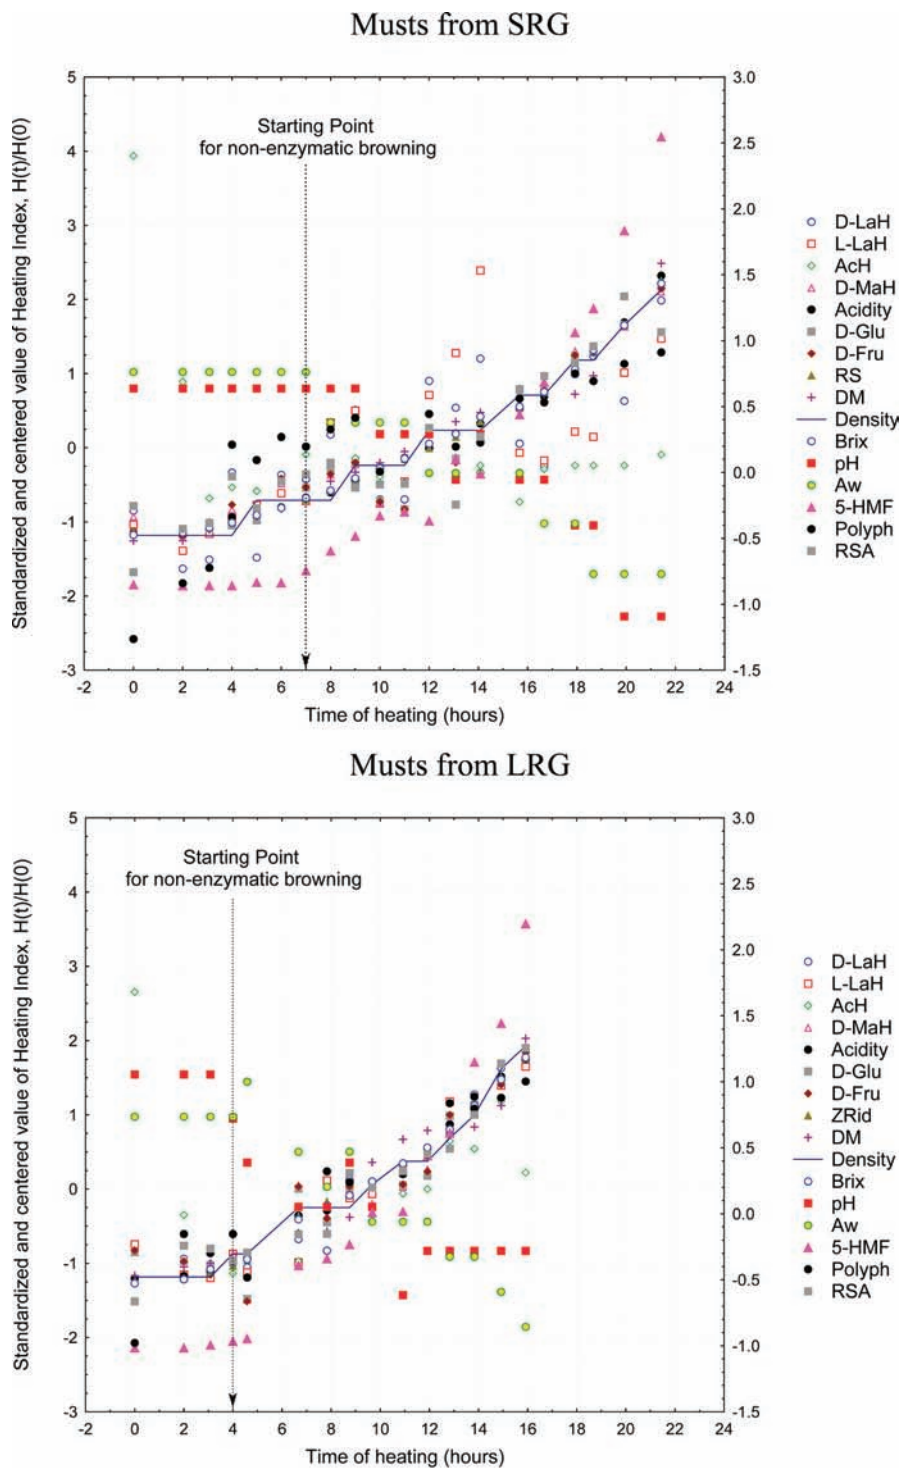 Musts from SRG
Standardized and centered value of Heating Index, H(t)/H(0)
5
4
3
2
1
0
-1
-2
-3
3.0
2.5
2.0
1.5
1.0
0.5
0.0
-0.5
-1.0
-1.5
Starting Point
for non-enzymatic browning
-2 0 2 4 6 8 10 12 14 16 18 20 22 24
Time of heating (hours)
D-LaH
L-LaH
AcH
D-MaH
Acidity
D-Glu
D-Fru
RS
DM
Density
Brix
pH
Aw
5-HMF
Polyph
RSA
Musts from LRG
Standardized and centered value of Heating Index, H(t)/H(0)
5
4
3
2
1
0
-1
-2
-3
3.0
2.5
2.0
1.5
1.0
0.5
0.0
-0.5
-1.0
-1.5
Starting Point
for non-enzymatic browning
-2 0 2 4 6 8 10 12 14 16 18 20 22 24
Time of heating (hours)
D-LaH
L-LaH
AcH
D-MaH
Acidity
D-Glu
D-Fru
ZRid
DM
Density
Brix
pH
Aw
5-HMF
Polyph
RSA